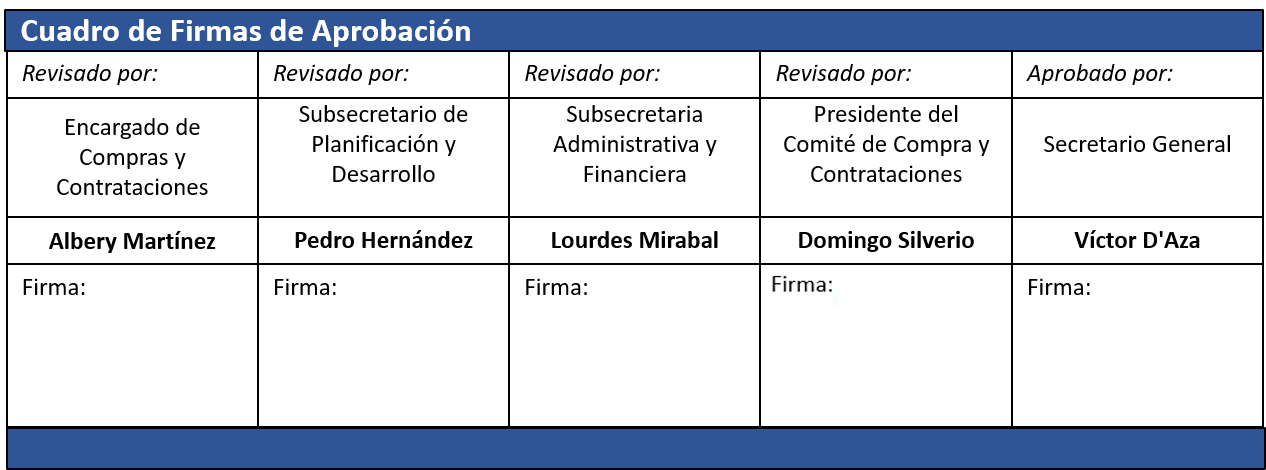 Cuadro de Firmas de Aprobación
Revisado por:
Revisado por:
Revisado por:
Revisado por:
Aprobado por:
Encargado de
Compras y
Contrataciones
Subsecretario de
Planificación y
Desarrollo
Subsecretaria
Administrativa y
Financiera
Presidente del
Comité de Compra y
Contrataciones
Secretario General
Albery Martínez
Pedro Hernández
Lourdes Mirabal
Domingo Silverio
Víctor D'Aza
Firma:
Firma:
Firma:
Firma:
Firma: